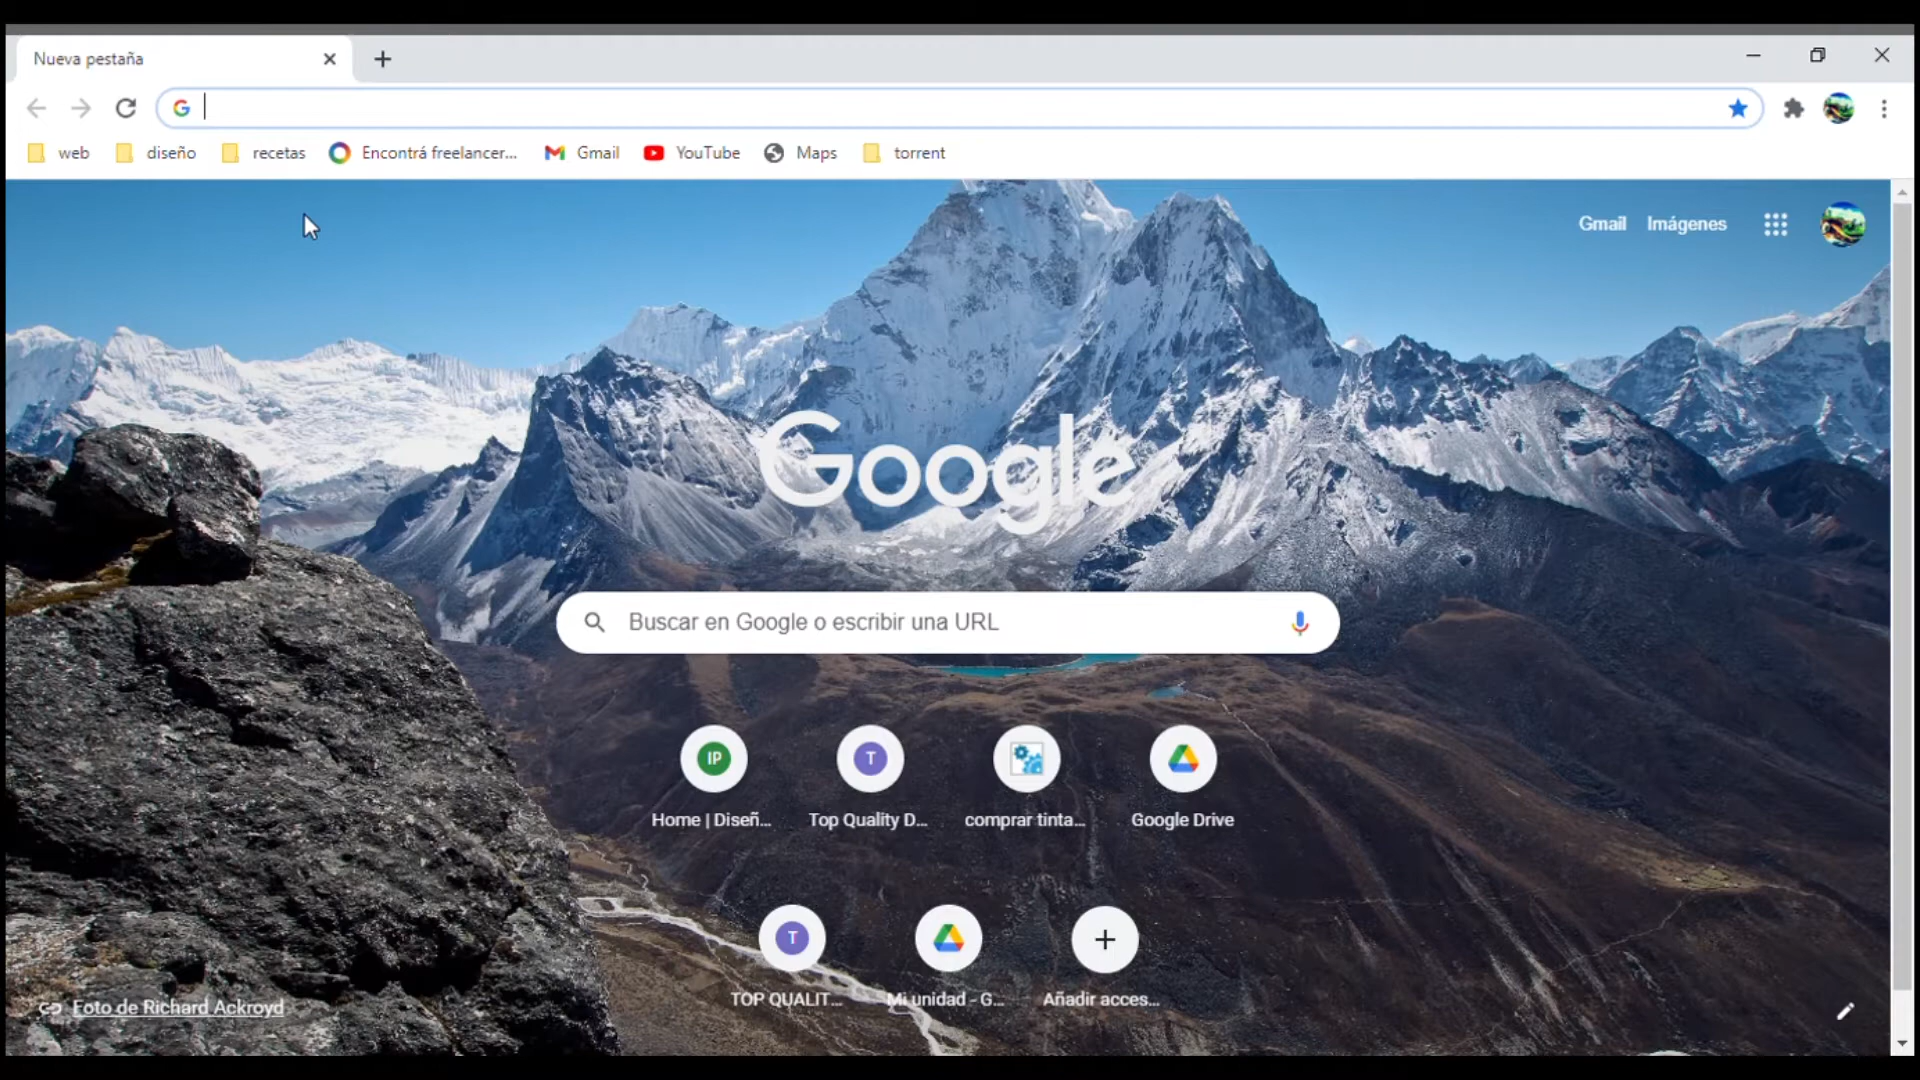 Nueva pestaña
web diseño recetas Encontrá freelancer... Gmail YouTube Maps torrent
Gmail Imágenes
Google
Buscar en Google o escribir una URL
IP T
Home | Diseñ... Top Quality D... comprar tinta... Google Drive
T
TOP QUALIT... Mi unidad - G... Añadir acces...
Foto de Richard Ackroyd